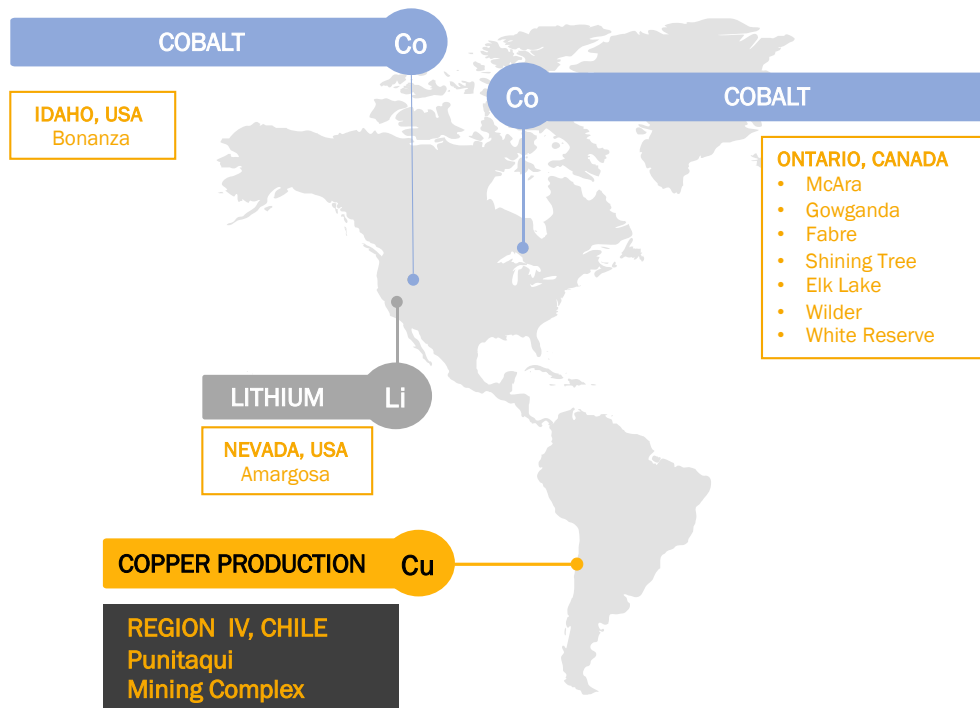 COBALT Co
Co COBALT
IDAHO, USA
Bonanza
ONTARIO, CANADA
• McAra
• Gowganda
• Fabre
• Shining Tree
• Elk Lake
• Wilder
• White Reserve
LITHIUM Li
NEVADA, USA
Amargosa
COPPER PRODUCTION Cu
REGION IV, CHILE
Punitaqui
Mining Complex